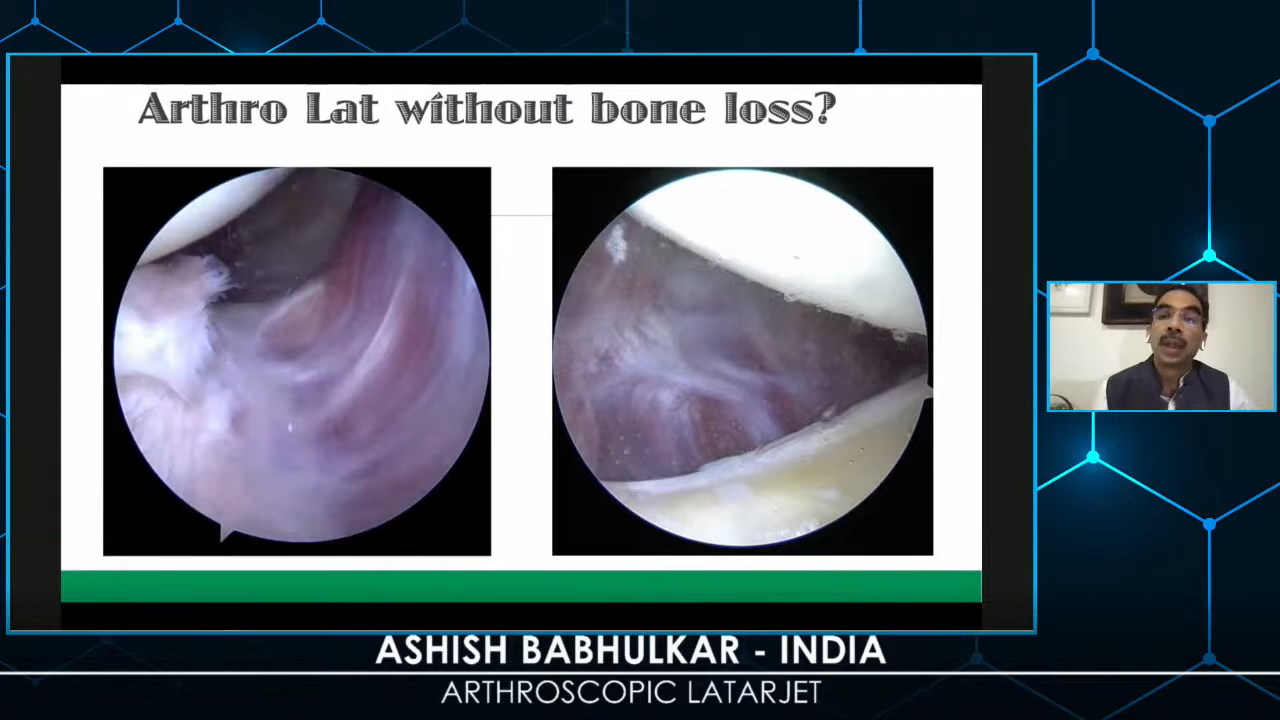 Arthro Lat without bone loss?
ASHISH BABHULKAR - INDIA
ARTHROSCOPIC LATARJET